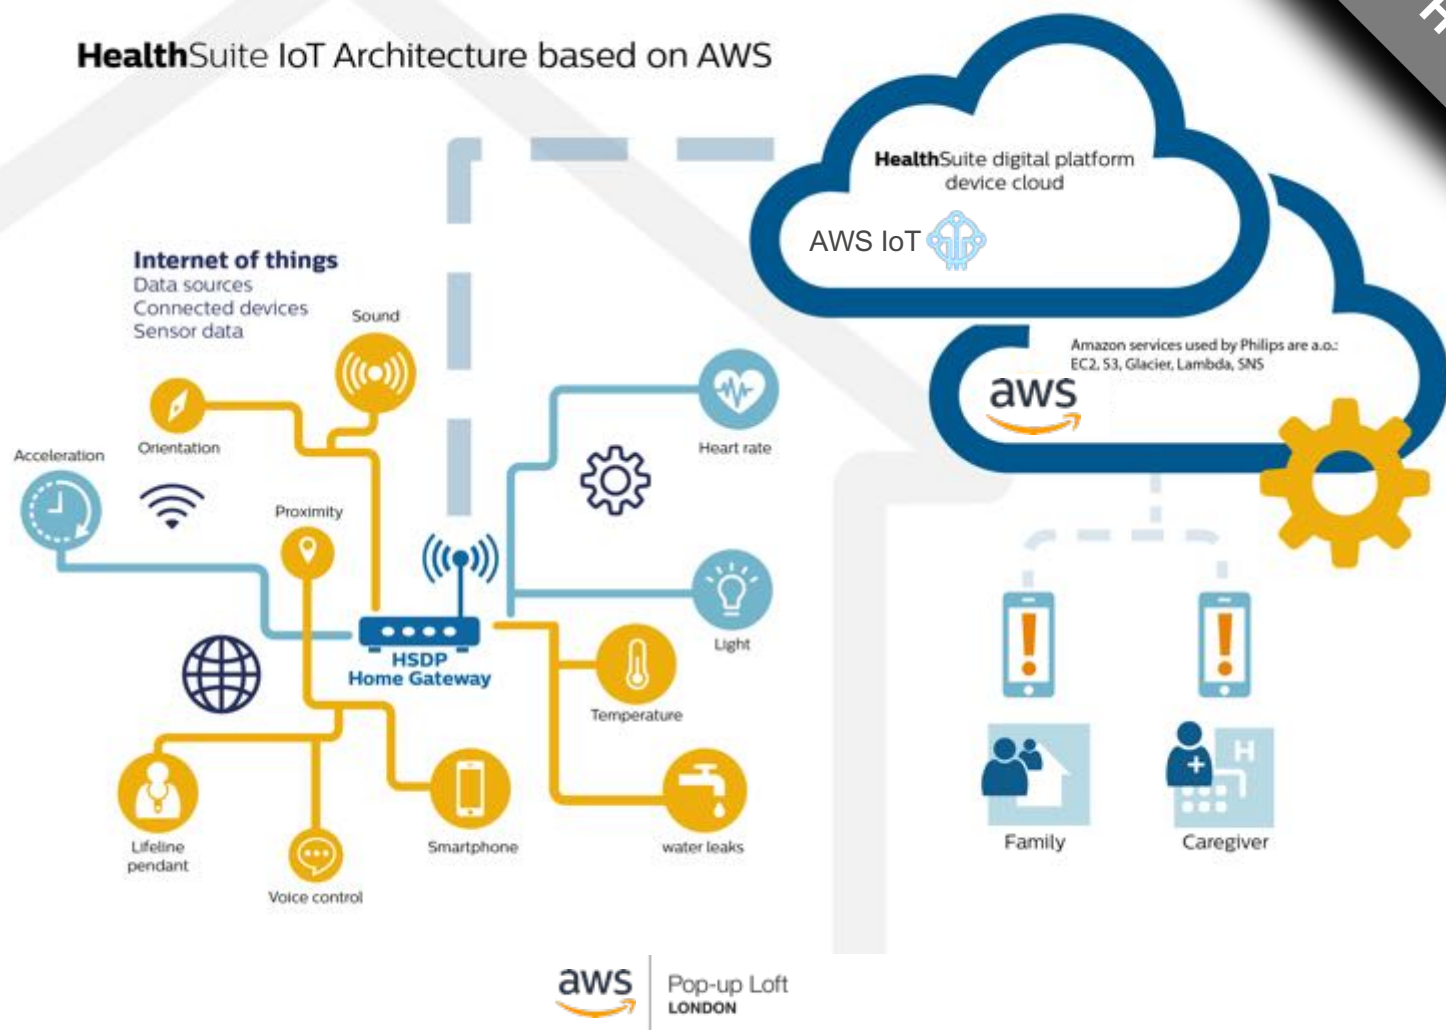 HealthSuite IoT Architecture based on AWS
HealthSuite digital platform
device cloud
AWS IoT
Amazon services used by Philips are a.o.:
EC2, S3, Glacier, Lambda, SNS
aws
Internet of things
Data sources
Connected devices
Sensor data
Sound
Orientation
Acceleration
Proximity
Heart rate
Light
HSDP
Home Gateway
Temperature
Lifeline
pendant
Voice control
Smartphone
water leaks
H
Family
Caregiver
aws
Pop-up Loft
LONDON